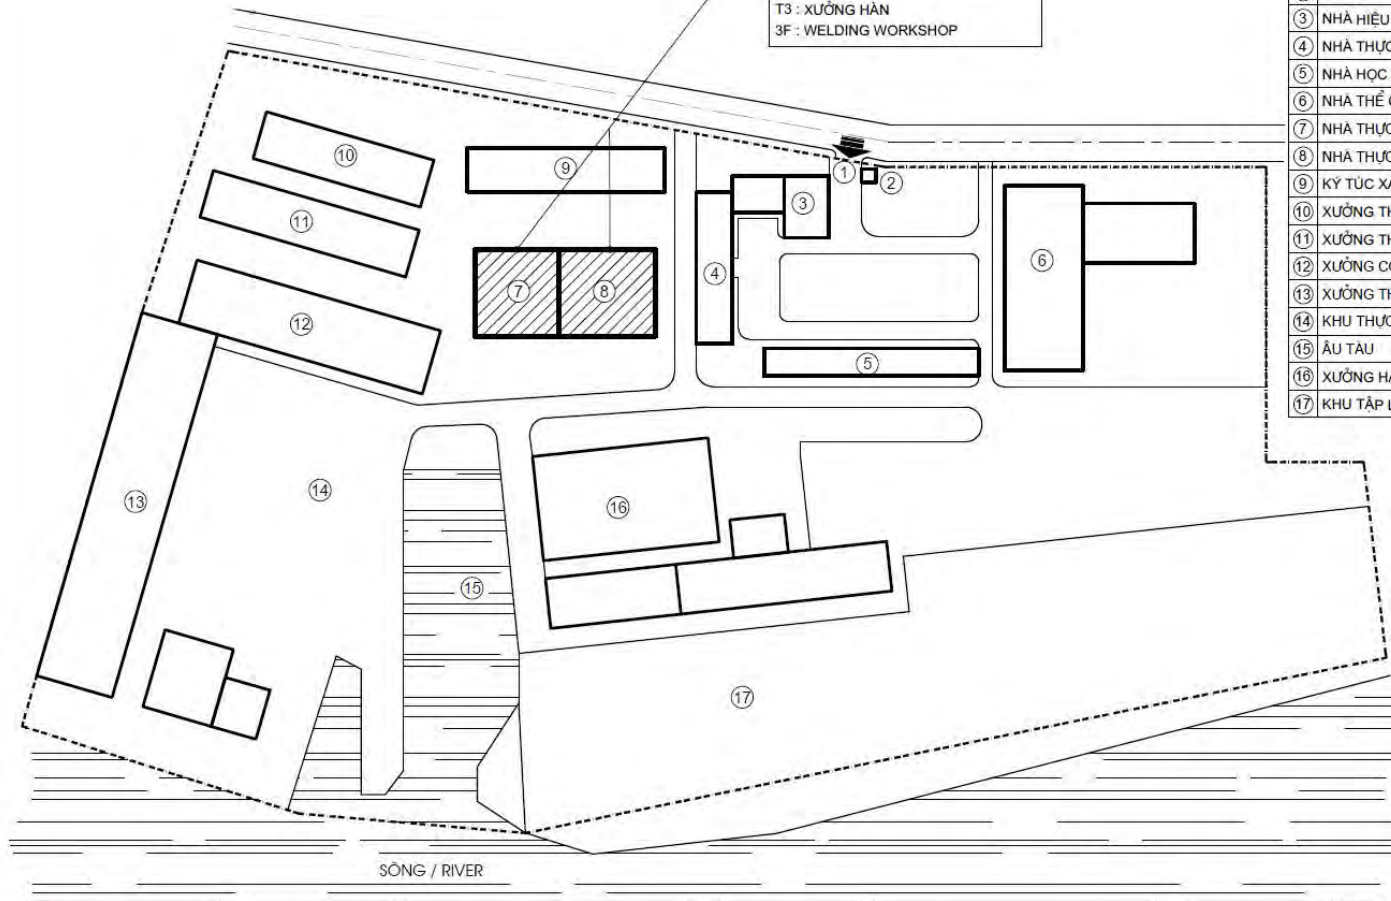 T3 : XƯỞNG HÀN
3F : WELDING WORKSHOP
3 NHÀ HIỆU
4 NHÀ THỰC
5 NHÀ HỌC
6 NHÀ THỂ
7 NHÀ THỰC
8 NHÀ THỰC
9 KÝ TÚC XÁ
10 XƯỞNG TH
11 XƯỞNG TH
12 XƯỞNG CƠ
13 XƯỞNG TH
14 KHU THỰC
15 ÂU TÀU
16 XƯỞNG HÀ
17 KHU TẬP L
10
9
1
2
11
3
6
4
7
8
12
5
14
13
16
15
17
SÔNG / RIVER